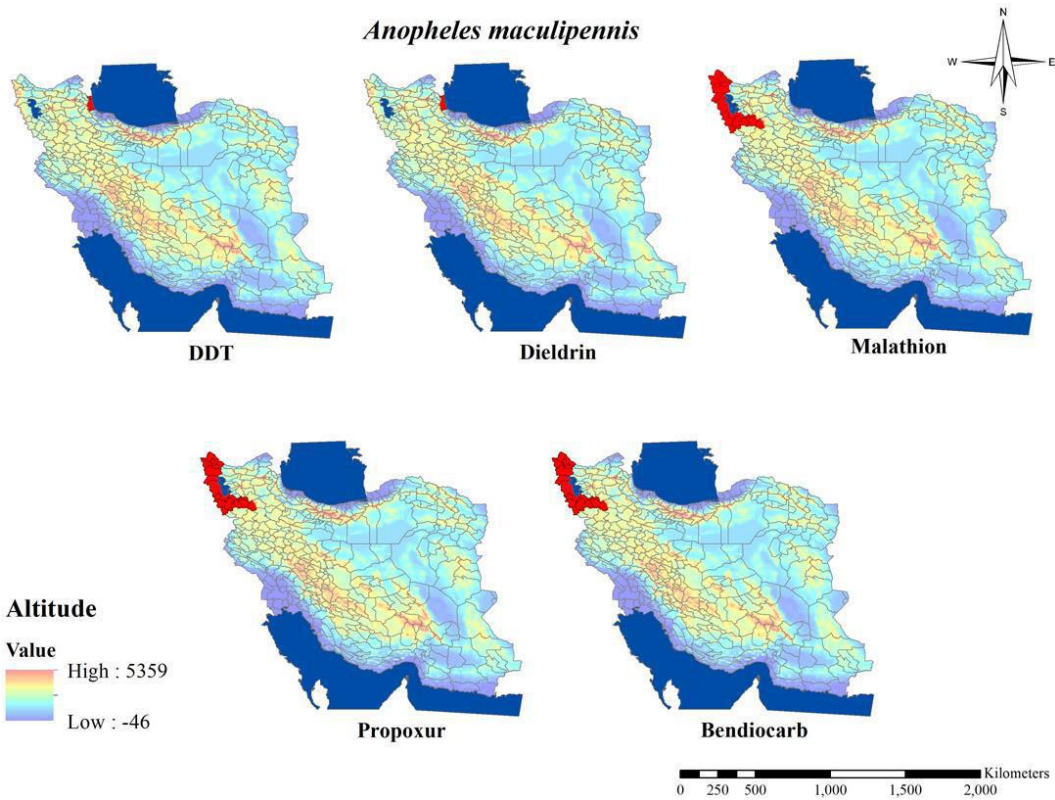 Anopheles maculipennis
N
W E
S
DDT
Dieldrin
Malathion
Propoxur
Bendiocarb
Altitude
Value
High : 5359
Low : -46
Kilometers
0 250 500 1,000 1,500 2,000